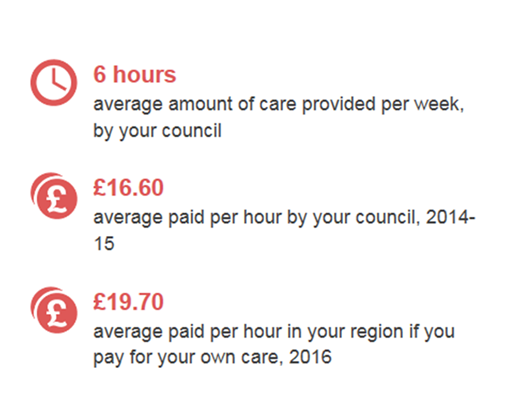 6 hours
average amount of care provided per week,
by your council
£
£16.60
average paid per hour by your council, 2014-
15
£
£19.70
average paid per hour in your region if you
pay for your own care, 2016